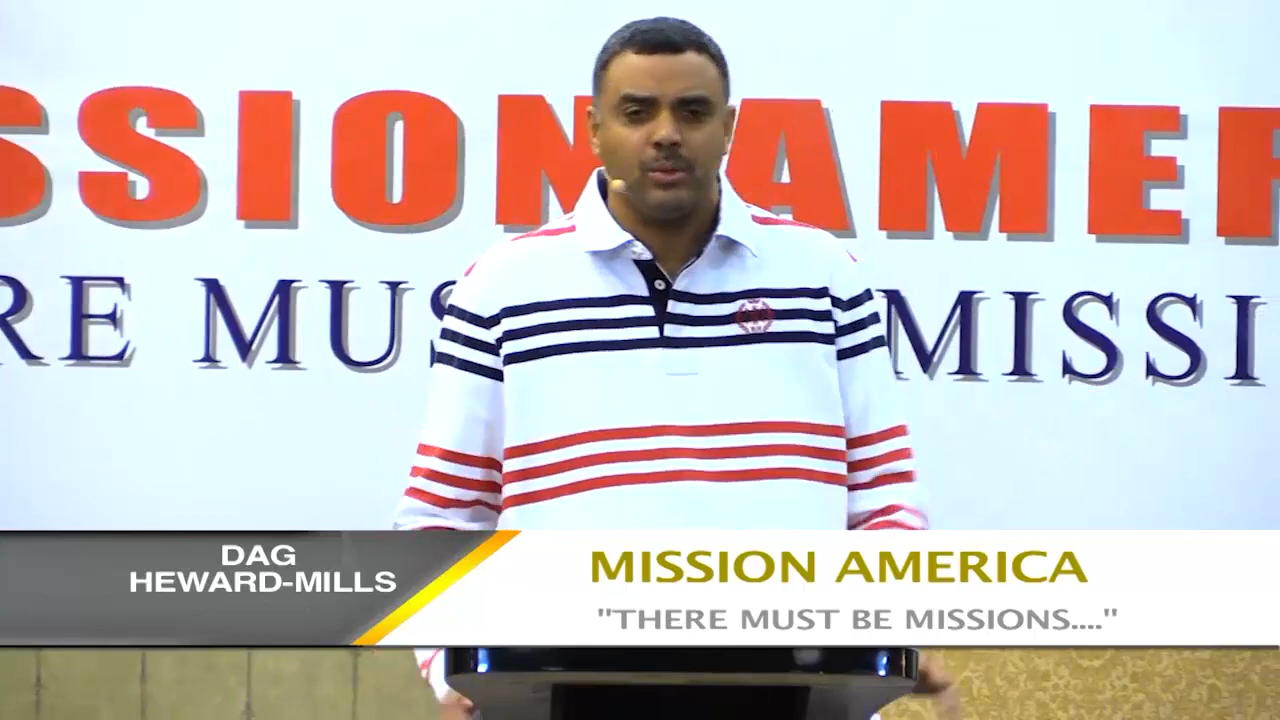 SSION AMER
RE MUS MISSI
DAG
HEWARD-MILLS
MISSION AMERICA
"THERE MUST BE MISSIONS...."